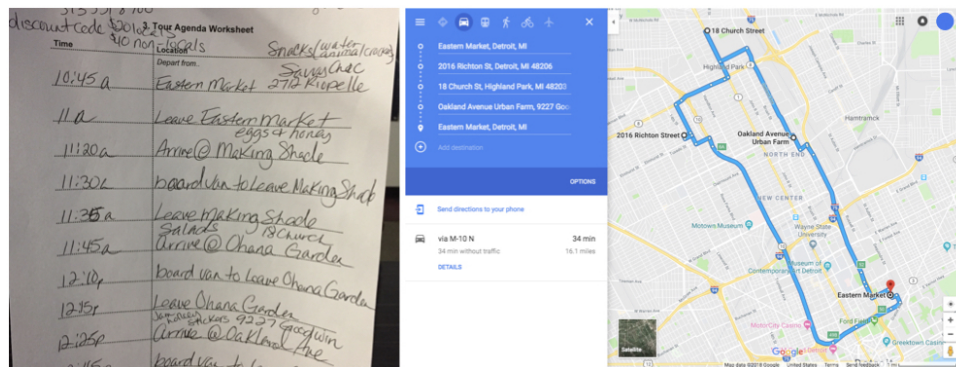 discount code
$40 non-locals
3. Tour Agenda Worksheet
Time
Location
Snacks/water
Depart from..
10:45a
Eastern Market
11a
Leave Eastern Market
eggs & honey
11:20a
Arrive @ Making Shade
11:30a
board van to Leave Making Shade
11:35a
Leave Making Shade
Salads
18 Church
11:45a
Arrive @ Ohana Garden
12:10p
board van to Leave Ohana Garden
12:15p
Leave Ohana Garden
stickers 9227 Goodwin
12:25p
Arrive @ Oakland Ave
board van to Leave
Eastern Market, Detroit, MI
2016 Richton St, Detroit, MI 48206
18 Church St, Highland Park, MI 48203
Oakland Avenue Urban Farm, 9227 Goo
Eastern Market, Detroit, MI
Add destination
OPTIONS
Send directions to your phone
via M-10 N
34 min
34 min without traffic
16.1 miles
DETAILS
18 Church Street
Highland Park
Hamtramck
2016 Richton Street
Oakland Avenue
Urban Farm
NORTH END
NEW CENTER
Motown Museum
Wayne State
University
Museum of
Contemporary Art Detroit
Eastern Market
Ford Field
MotorCity Casino
Greektown Casino
Satellite
Google
Map data ©2018 Google
United States
Terms
Send feedback